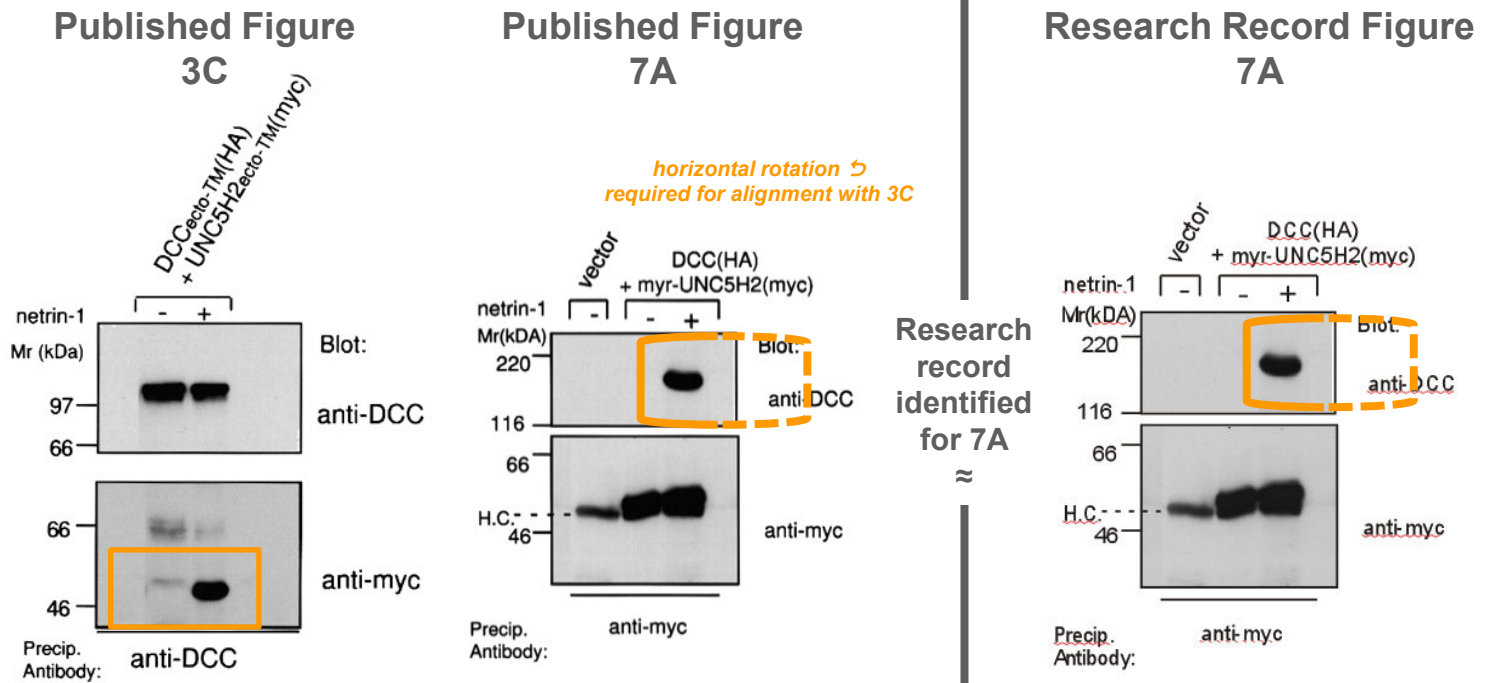 Published Figure
3C
DCCecto-TM(HA)
+ UNC5H2ecto-TM(myc)
netrin-1
- +
Mr (kDa)
97
66
Blot:
anti-DCC
66
46
anti-myc
Precip.
Antibody:
anti-DCC
Published Figure
7A
horizontal rotation
required for alignment with 3C
vector
DCC(HA)
+ myr-UNC5H2(myc)
netrin-1
- - +
Mr(kDa)
220
116
Blot:
anti-DCC
66
H.C.
46
anti-myc
Precip.
Antibody:
anti-myc
Research
record
identified
for 7A
≈
Research Record Figure
7A
vector
DCC(HA)
+ myr-UNC5H2(myc)
netrin-1
- - +
Mr(kDA)
220
116
Blot:
anti-DCC
66
H.C.
46
anti-myc
Precip.
Antibody:
anti-myc